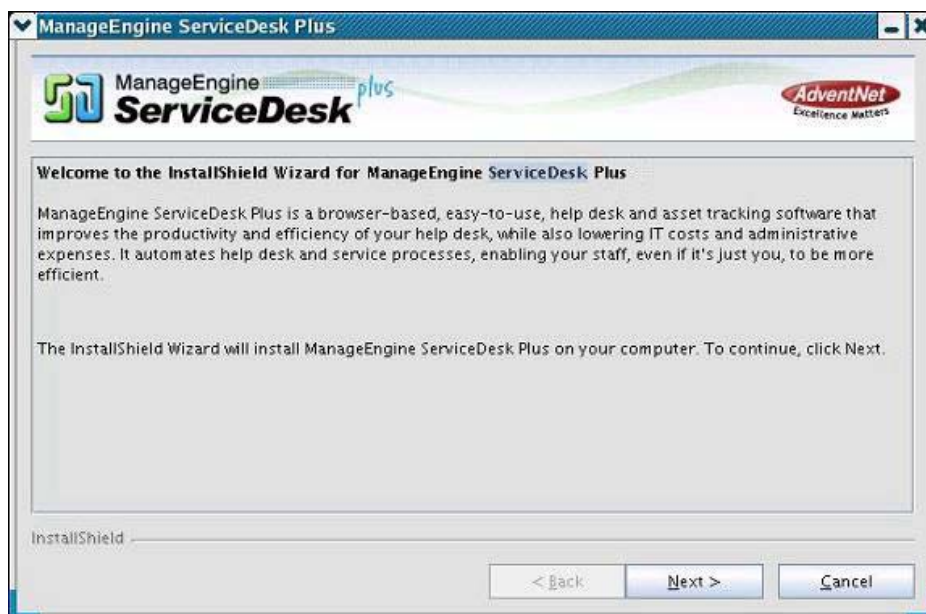 ManageEngine ServiceDesk Plus
ManageEngine
ServiceDesk plus
AdventNet
Excellence Matters
Welcome to the InstallShield Wizard for ManageEngine ServiceDesk Plus
ManageEngine ServiceDesk Plus is a browser-based, easy-to-use, help desk and asset tracking software that
improves the productivity and efficiency of your help desk, while also lowering IT costs and administrative
expenses. It automates help desk and service processes, enabling your staff, even if it's just you, to be more
efficient.
The InstallShield Wizard will install ManageEngine ServiceDesk Plus on your computer. To continue, click Next.
InstallShield
< Back
Next >
Cancel